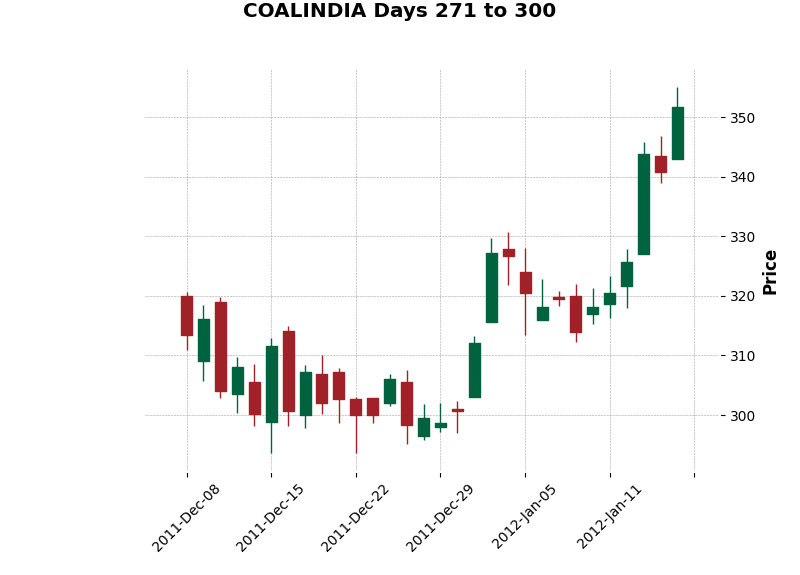 COALINDIA Days 271 to 300
350
340
330
320
310
300
Price
2011-Dec-08
2011-Dec-15
2011-Dec-22
2011-Dec-29
2012-Jan-05
2012-Jan-11